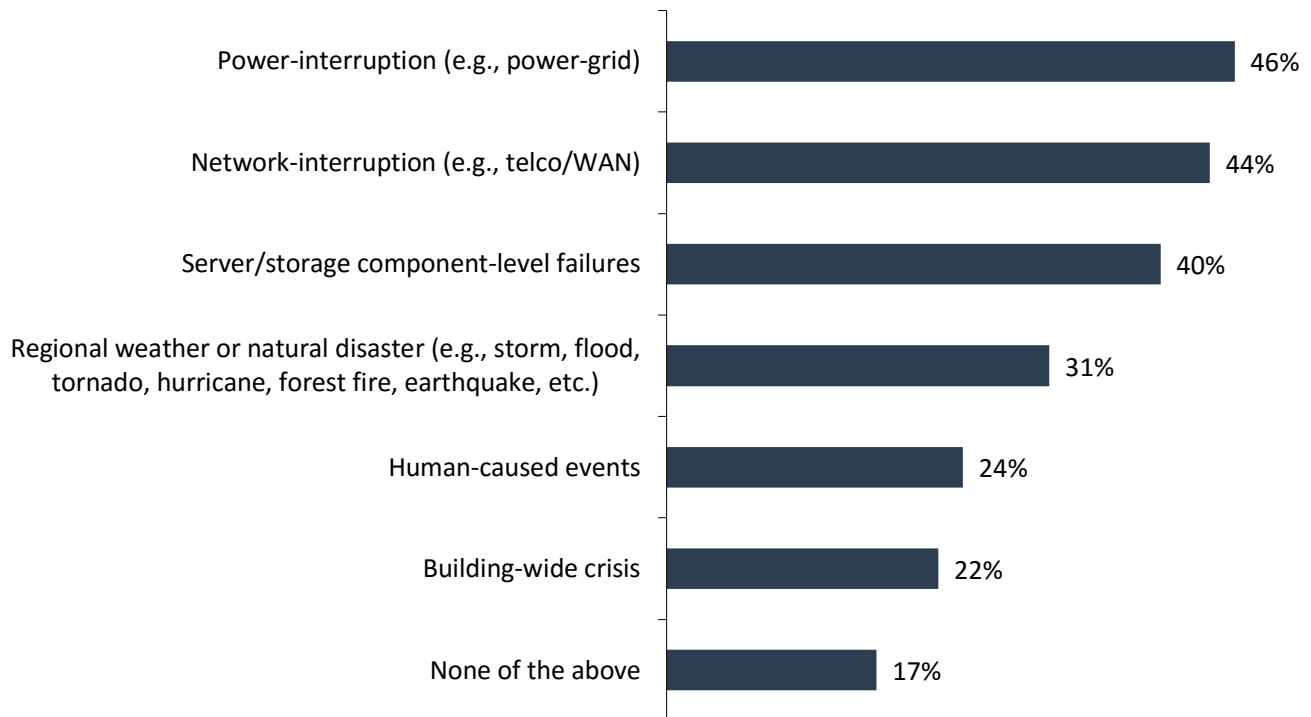 Power-interruption (e.g., power-grid)
46%
Network-interruption (e.g., telco/WAN)
44%
Server/storage component-level failures
40%
Regional weather or natural disaster (e.g., storm, flood,
tornado, hurricane, forest fire, earthquake, etc.)
31%
Human-caused events
24%
Building-wide crisis
22%
None of the above
17%